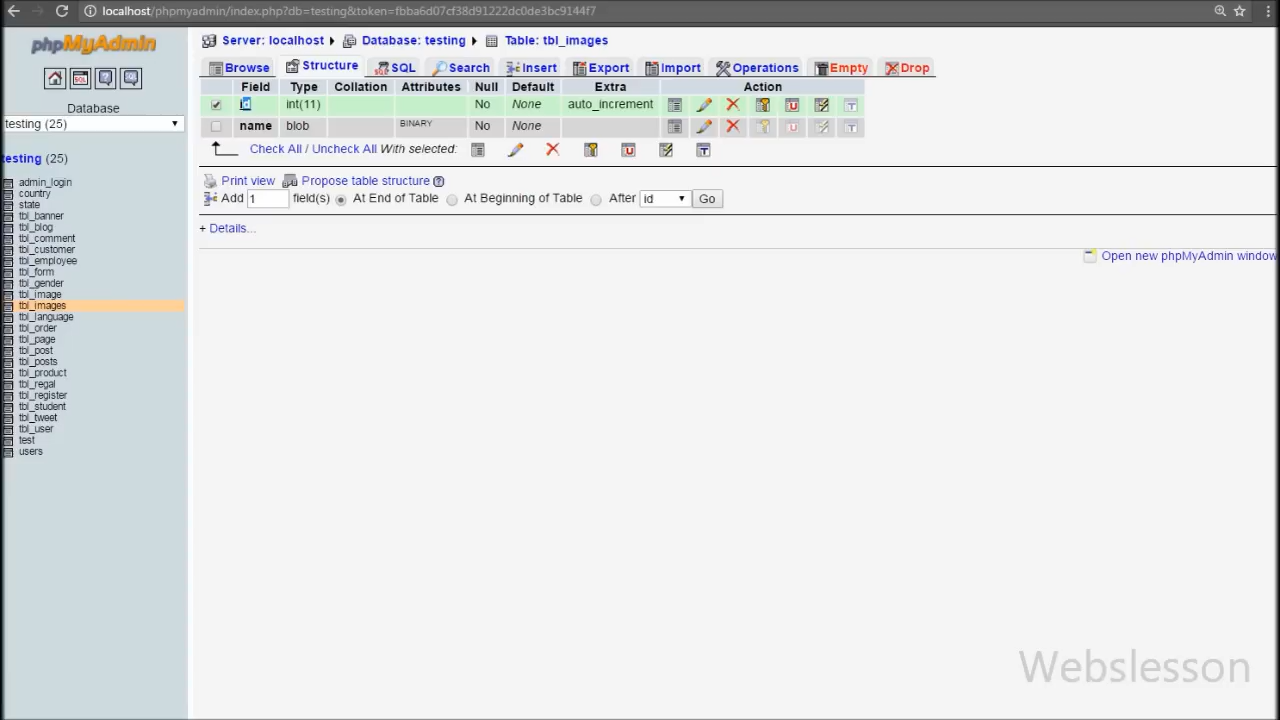 localhost/phpmyadmin/index.php?db=testing&token=fbba6d07cf38d91222dc0de3bc9144f7
phpMyAdmin
Server: localhost Database: testing Table: tbl_images
Browse Structure SQL Search Insert Export Import Operations Empty Drop
Field Type Collation Attributes Null Default Extra Action
id int(11) No None auto_increment
name blob BINARY No None
Check All / Uncheck All With selected:
Print view Propose table structure
Add 1 field(s) At End of Table At Beginning of Table After id Go
+ Details...
Open new phpMyAdmin window
SQL
Database
testing (25)
testing (25)
admin_login
country
state
tbl_banner
tbl_blog
tbl_comment
tbl_customer
tbl_employee
tbl_form
tbl_gender
tbl_image
tbl_images
tbl_language
tbl_order
tbl_page
tbl_post
tbl_posts
tbl_product
tbl_regal
tbl_register
tbl_student
tbl_tweet
tbl_user
test
users
Webslesson